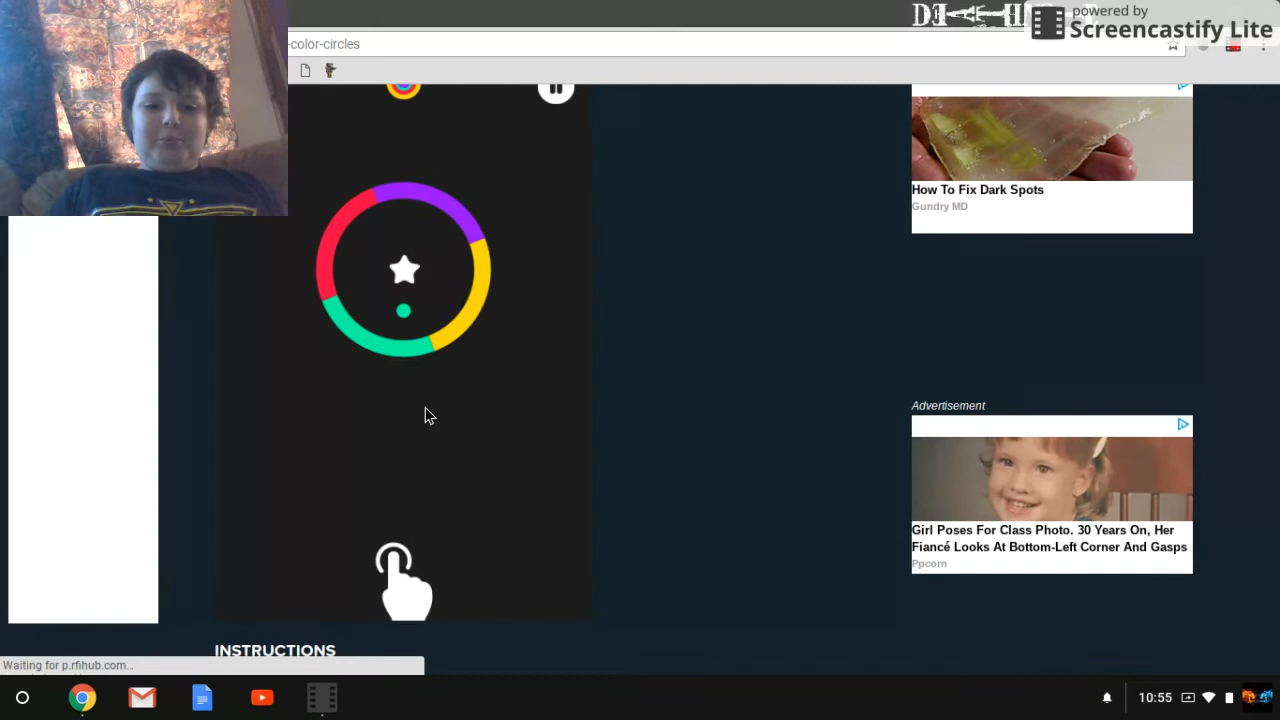 powered by
Screencastify Lite
-color-circles
How To Fix Dark Spots
Gundry MD
Advertisement
Girl Poses For Class Photo. 30 Years On, Her
Fiancé Looks At Bottom-Left Corner And Gasps
Ppcorn
INSTRUCTIONS
Waiting for p.rfihub.com...
10:55